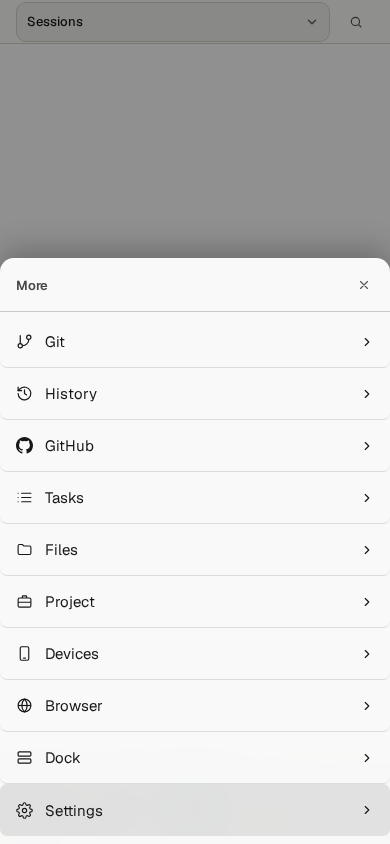 Sessions
More
Git
History
GitHub
Tasks
Files
Project
Devices
Browser
Dock
Settings